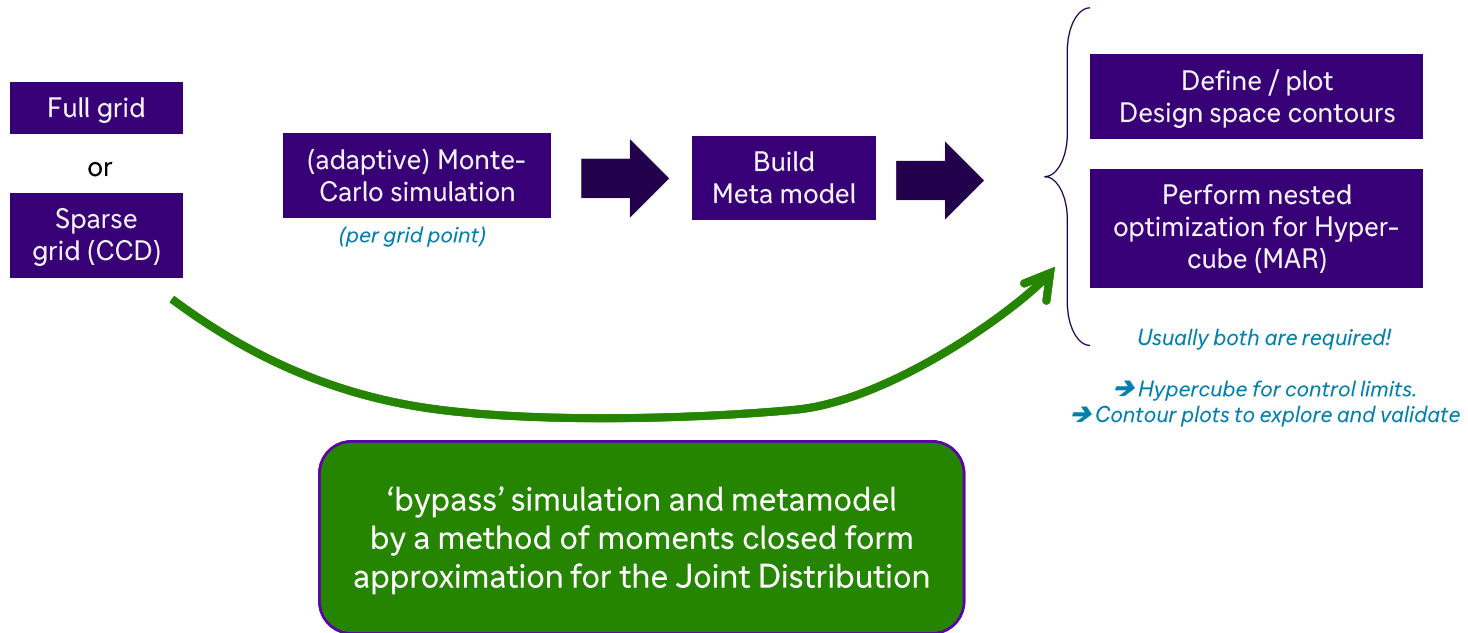 Full grid
or
Sparse
grid (CCD)
(adaptive) Monte-
Carlo simulation
(per grid point)
Build
Meta model
Define / plot
Design space contours
Perform nested
optimization for Hyper-
cube (MAR)
Usually both are required!
➔ Hypercube for control limits.
➔ Contour plots to explore and validate
‘bypass’ simulation and metamodel
by a method of moments closed form
approximation for the Joint Distribution